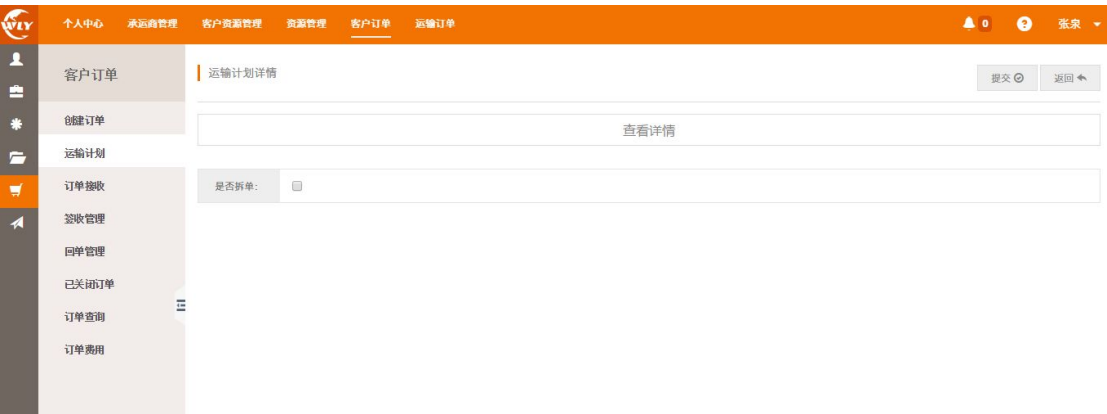 WLY 个人中心 承运商管理 客户资源管理 资源管理 客户订单 运输订单 0 ? 张泉
客户订单
运输计划详情 提交 返回
创建订单
查看详情
运输计划
订单接收
是否拆单:
签收管理
回单管理
已关闭订单
订单查询
订单费用